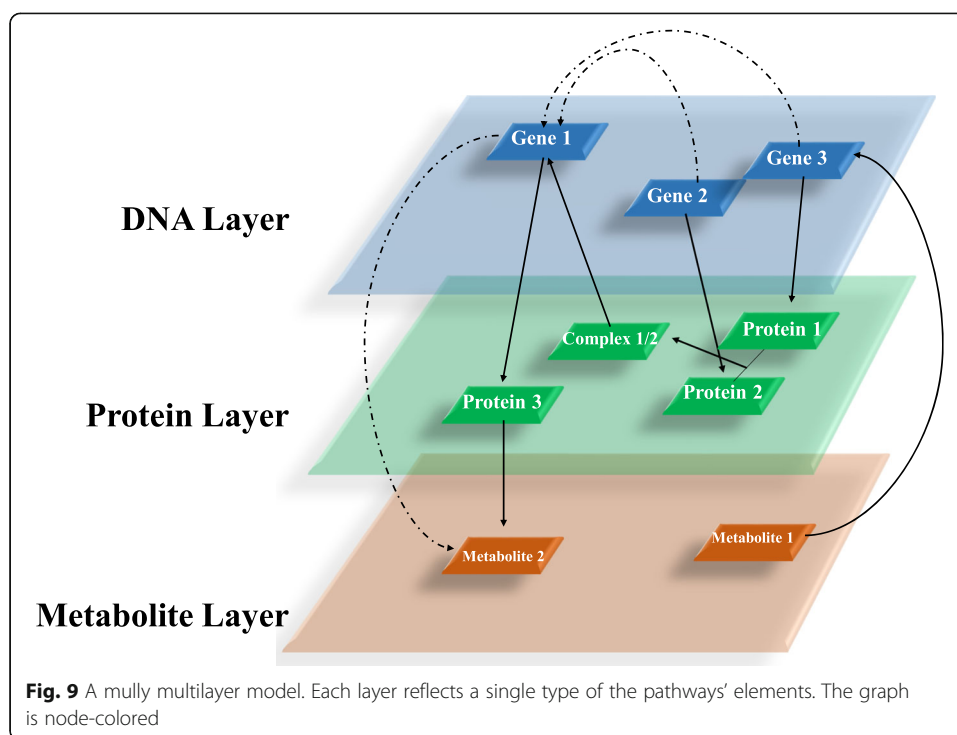 Gene 1
Gene 3
Gene 2
DNA Layer
Protein 1
Complex 1/2
Protein 2
Protein 3
Protein Layer
Metabolite 1
Metabolite 2
Metabolite Layer
Fig. 9 A mully multilayer model. Each layer reflects a single type of the pathways’ elements. The graph
is node-colored